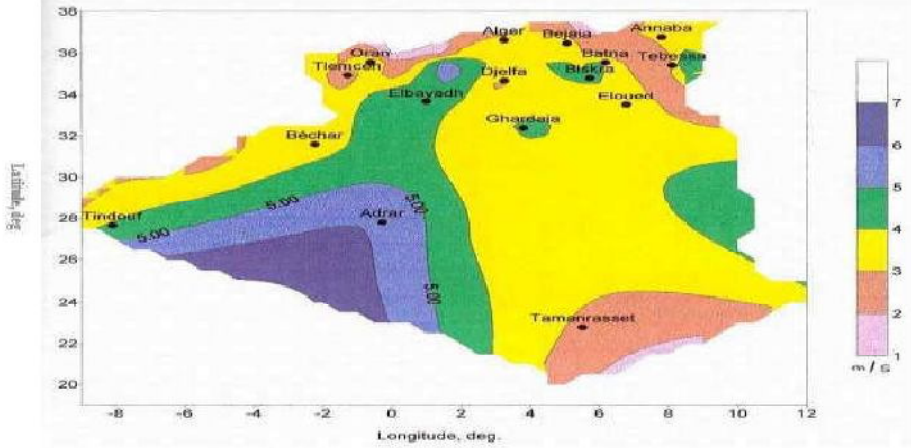 38
36
34
32
30
28
26
24
22
20
Latitude, deg
Alger
Bejaia
Annaba
Oran
Batna
Tebessa
Tlemcen
Djelfa
Biskra
Elbayadh
Eloued
Ghardaia
Béchar
Tindouf
5.00
5.00
5.00
5.00
Adrar
Tamanrasset
-8 -6 -4 -2 0 2 4 6 8 10 12
Longitude, deg.
7
6
5
4
3
2
1
m / s